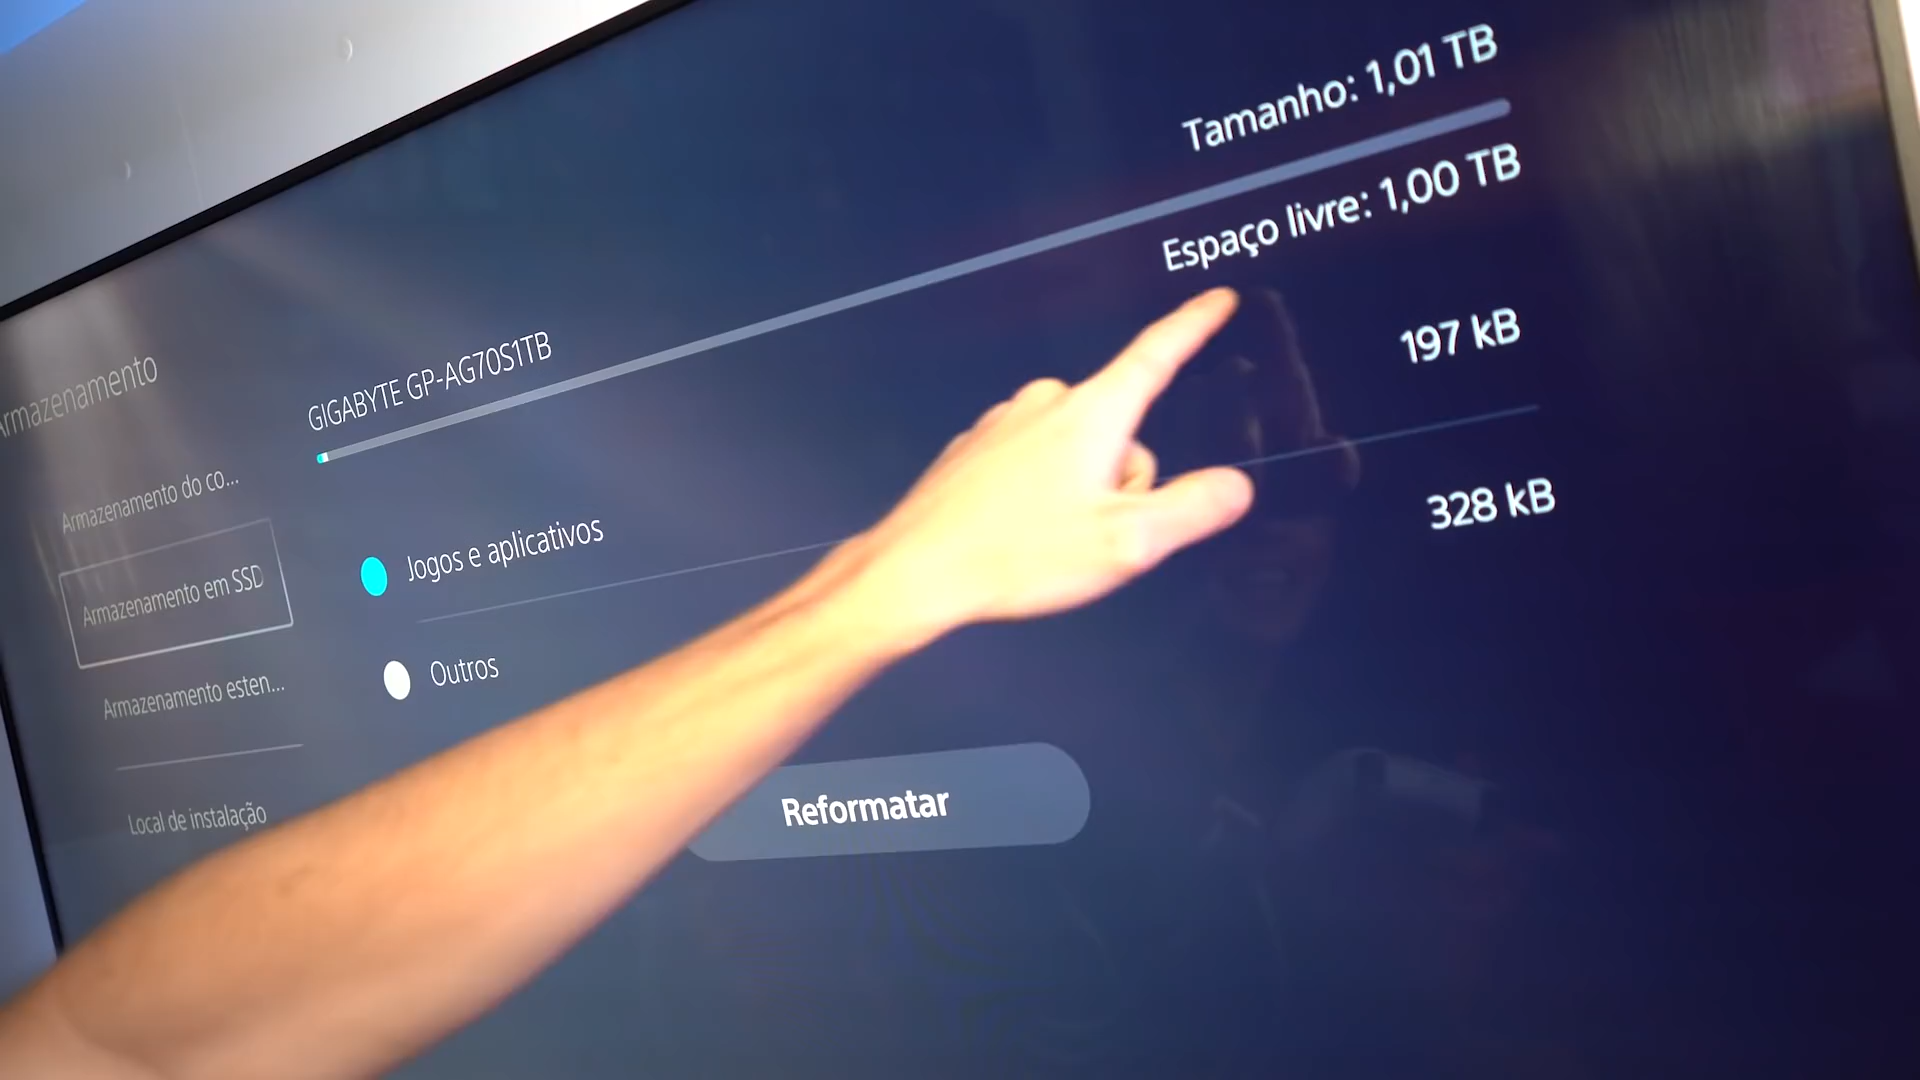 Armazenamento
Armazenamento do co...
Armazenamento em SSD
Armazenamento esten...
Local de instalação
GIGABYTE GP-AG70S1TB
Tamanho: 1,01 TB
Espaço livre: 1,00 TB
Jogos e aplicativos
197 kB
Outros
328 kB
Reformatar